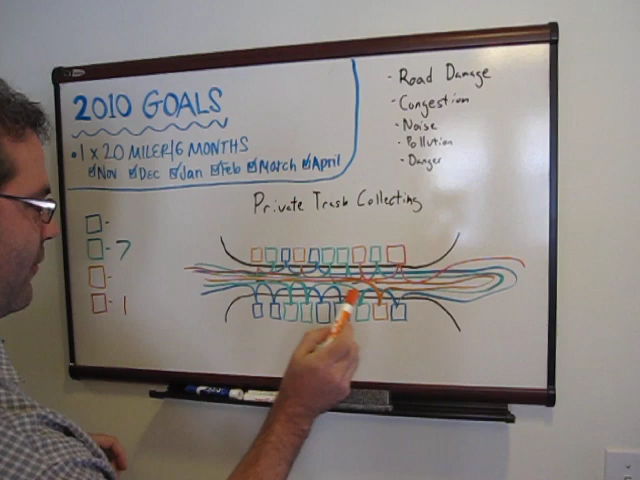 2010 GOALS
• 1 x 20 MILER/6 MONTHS
Nov Dec Jan Feb March April
- Road Damage
- Congestion
- Noise
- Pollution
- Danger
Private Trash Collecting
-
- 7
-
- 1